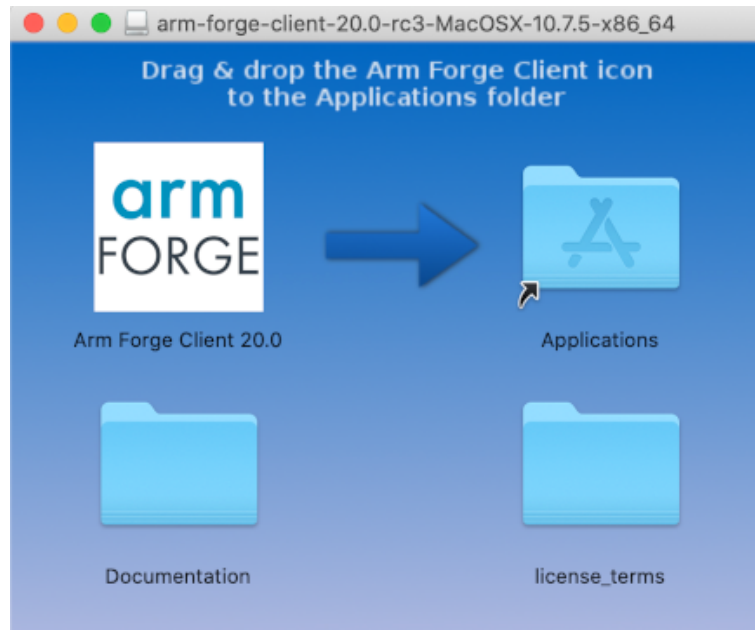 arm-forge-client-20.0-rc3-MacOSX-10.7.5-x86_64
Drag & drop the Arm Forge Client icon
to the Applications folder
arm
FORGE
Arm Forge Client 20.0
Applications
Documentation
license_terms